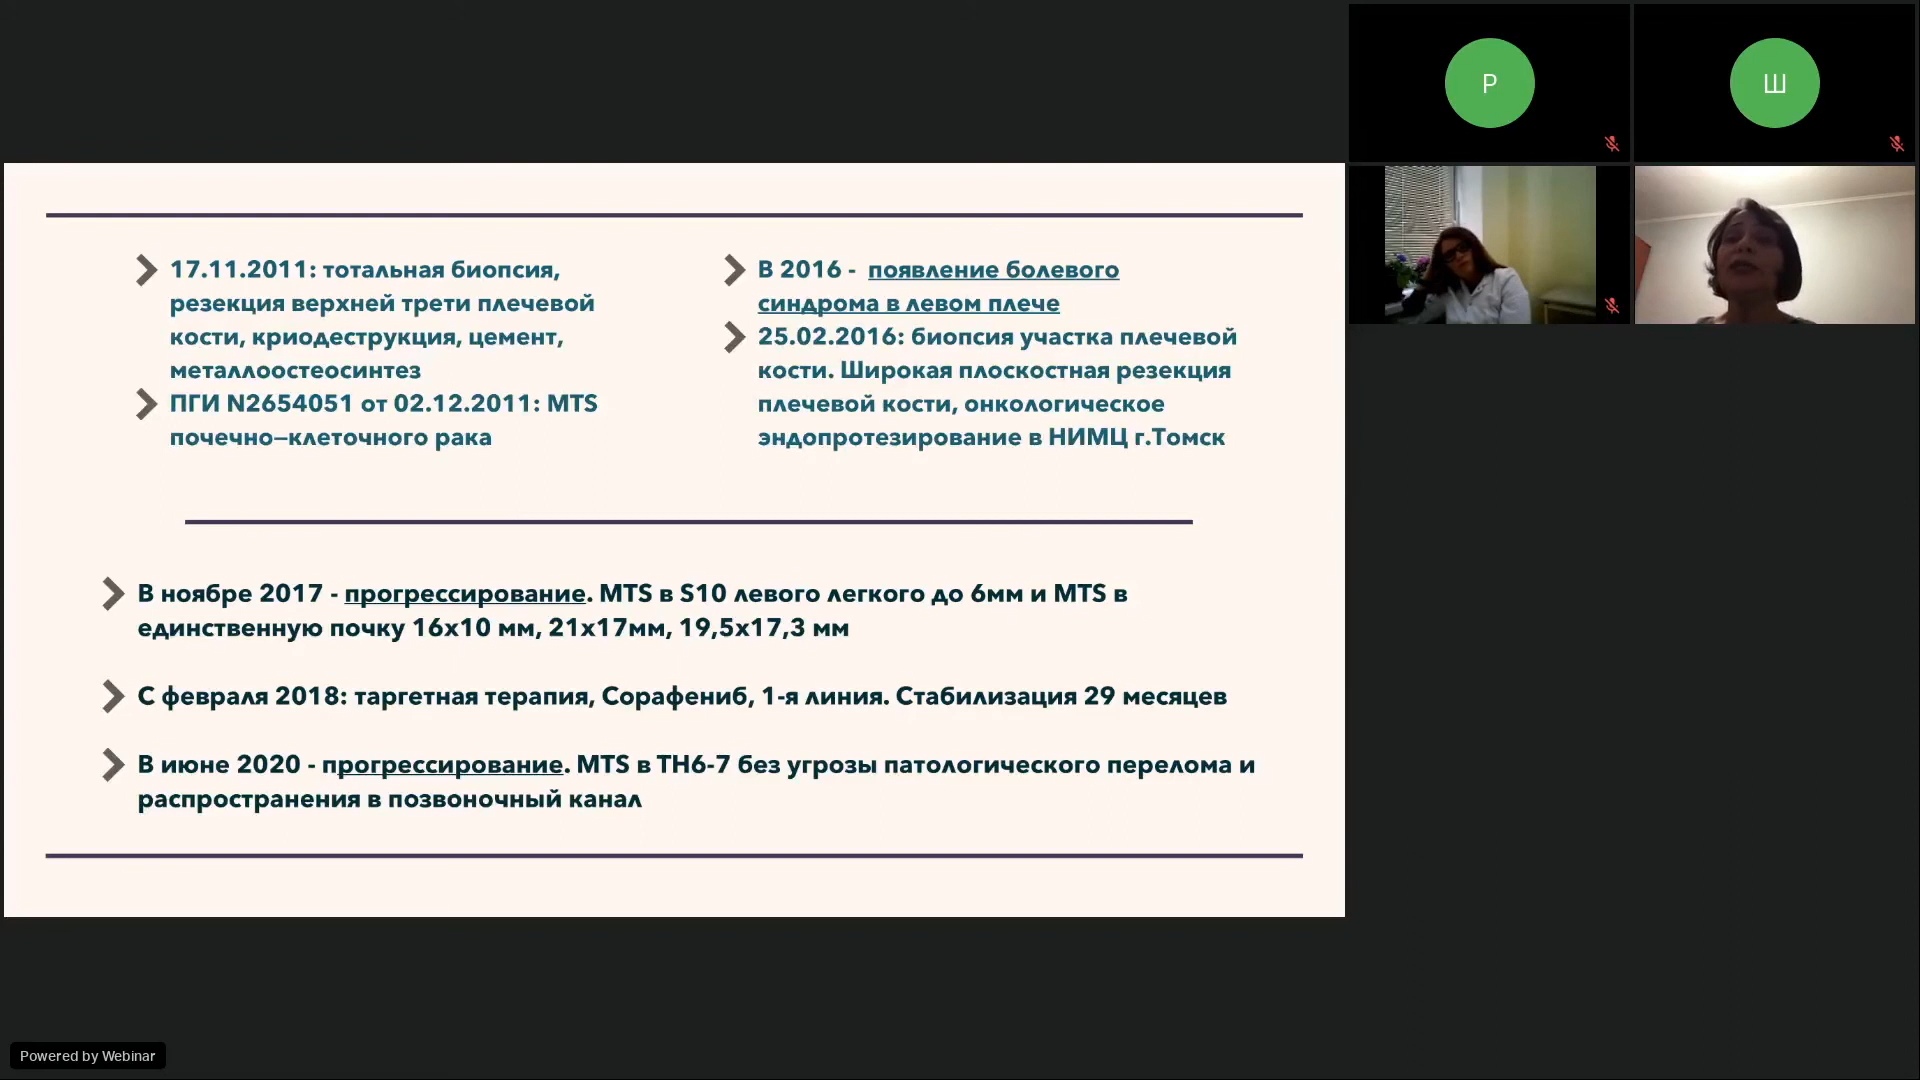 17.11.2011: тотальная биопсия,
резекция верхней трети плечевой
кости, криодеструкция, цемент,
металлоостеосинтез
ПГИ N2654051 от 02.12.2011: MTS
почечно–клеточного рака
В 2016 - появление болевого
синдрома в левом плече
25.02.2016: биопсия участка плечевой
кости. Широкая плоскостная резекция
плечевой кости, онкологическое
эндопротезирование в НИМЦ г.Томск
В ноябре 2017 - прогрессирование. MTS в S10 левого легкого до 6мм и MTS в
единственную почку 16х10 мм, 21х17мм, 19,5х17,3 мм
С февраля 2018: таргетная терапия, Сорафениб, 1-я линия. Стабилизация 29 месяцев
В июне 2020 - прогрессирование. MTS в TH6-7 без угрозы патологического перелома и
распространения в позвоночный канал
Р
Ш
Powered by Webinar